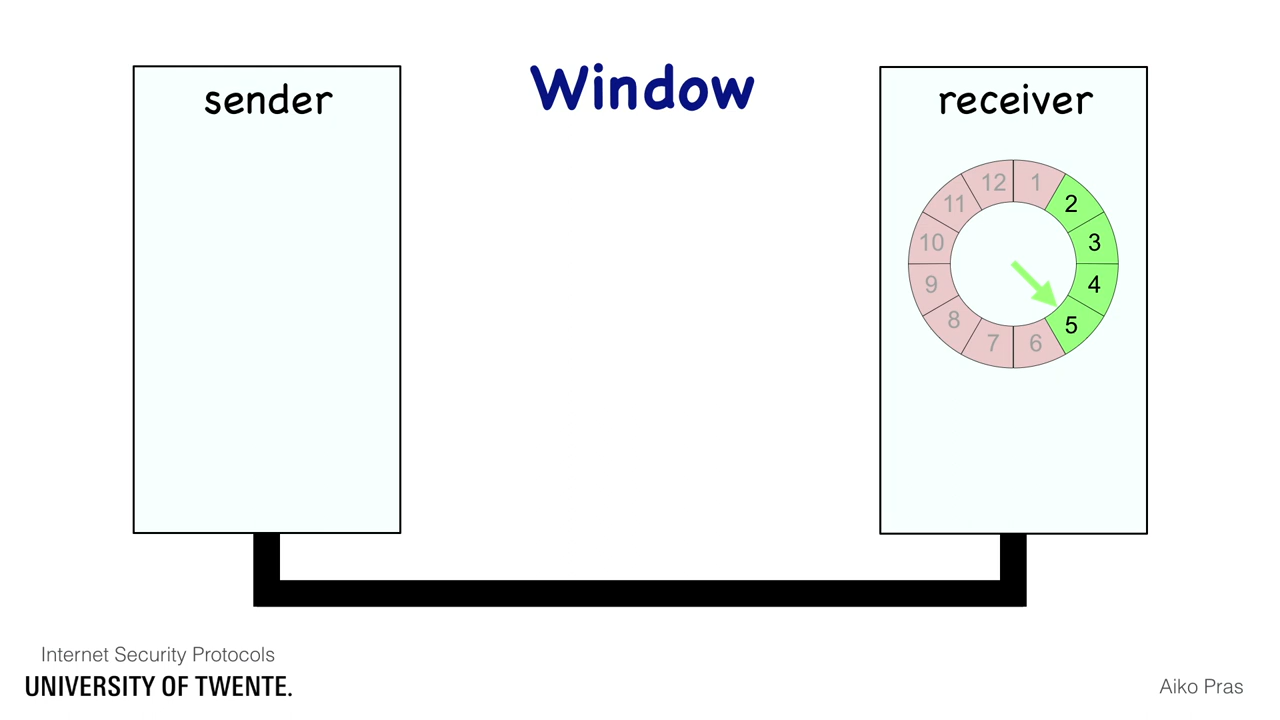 Window
sender
receiver
12
1
11
2
10
3
9
4
8
5
7
6
Internet Security Protocols
UNIVERSITY OF TWENTE.
Aiko Pras